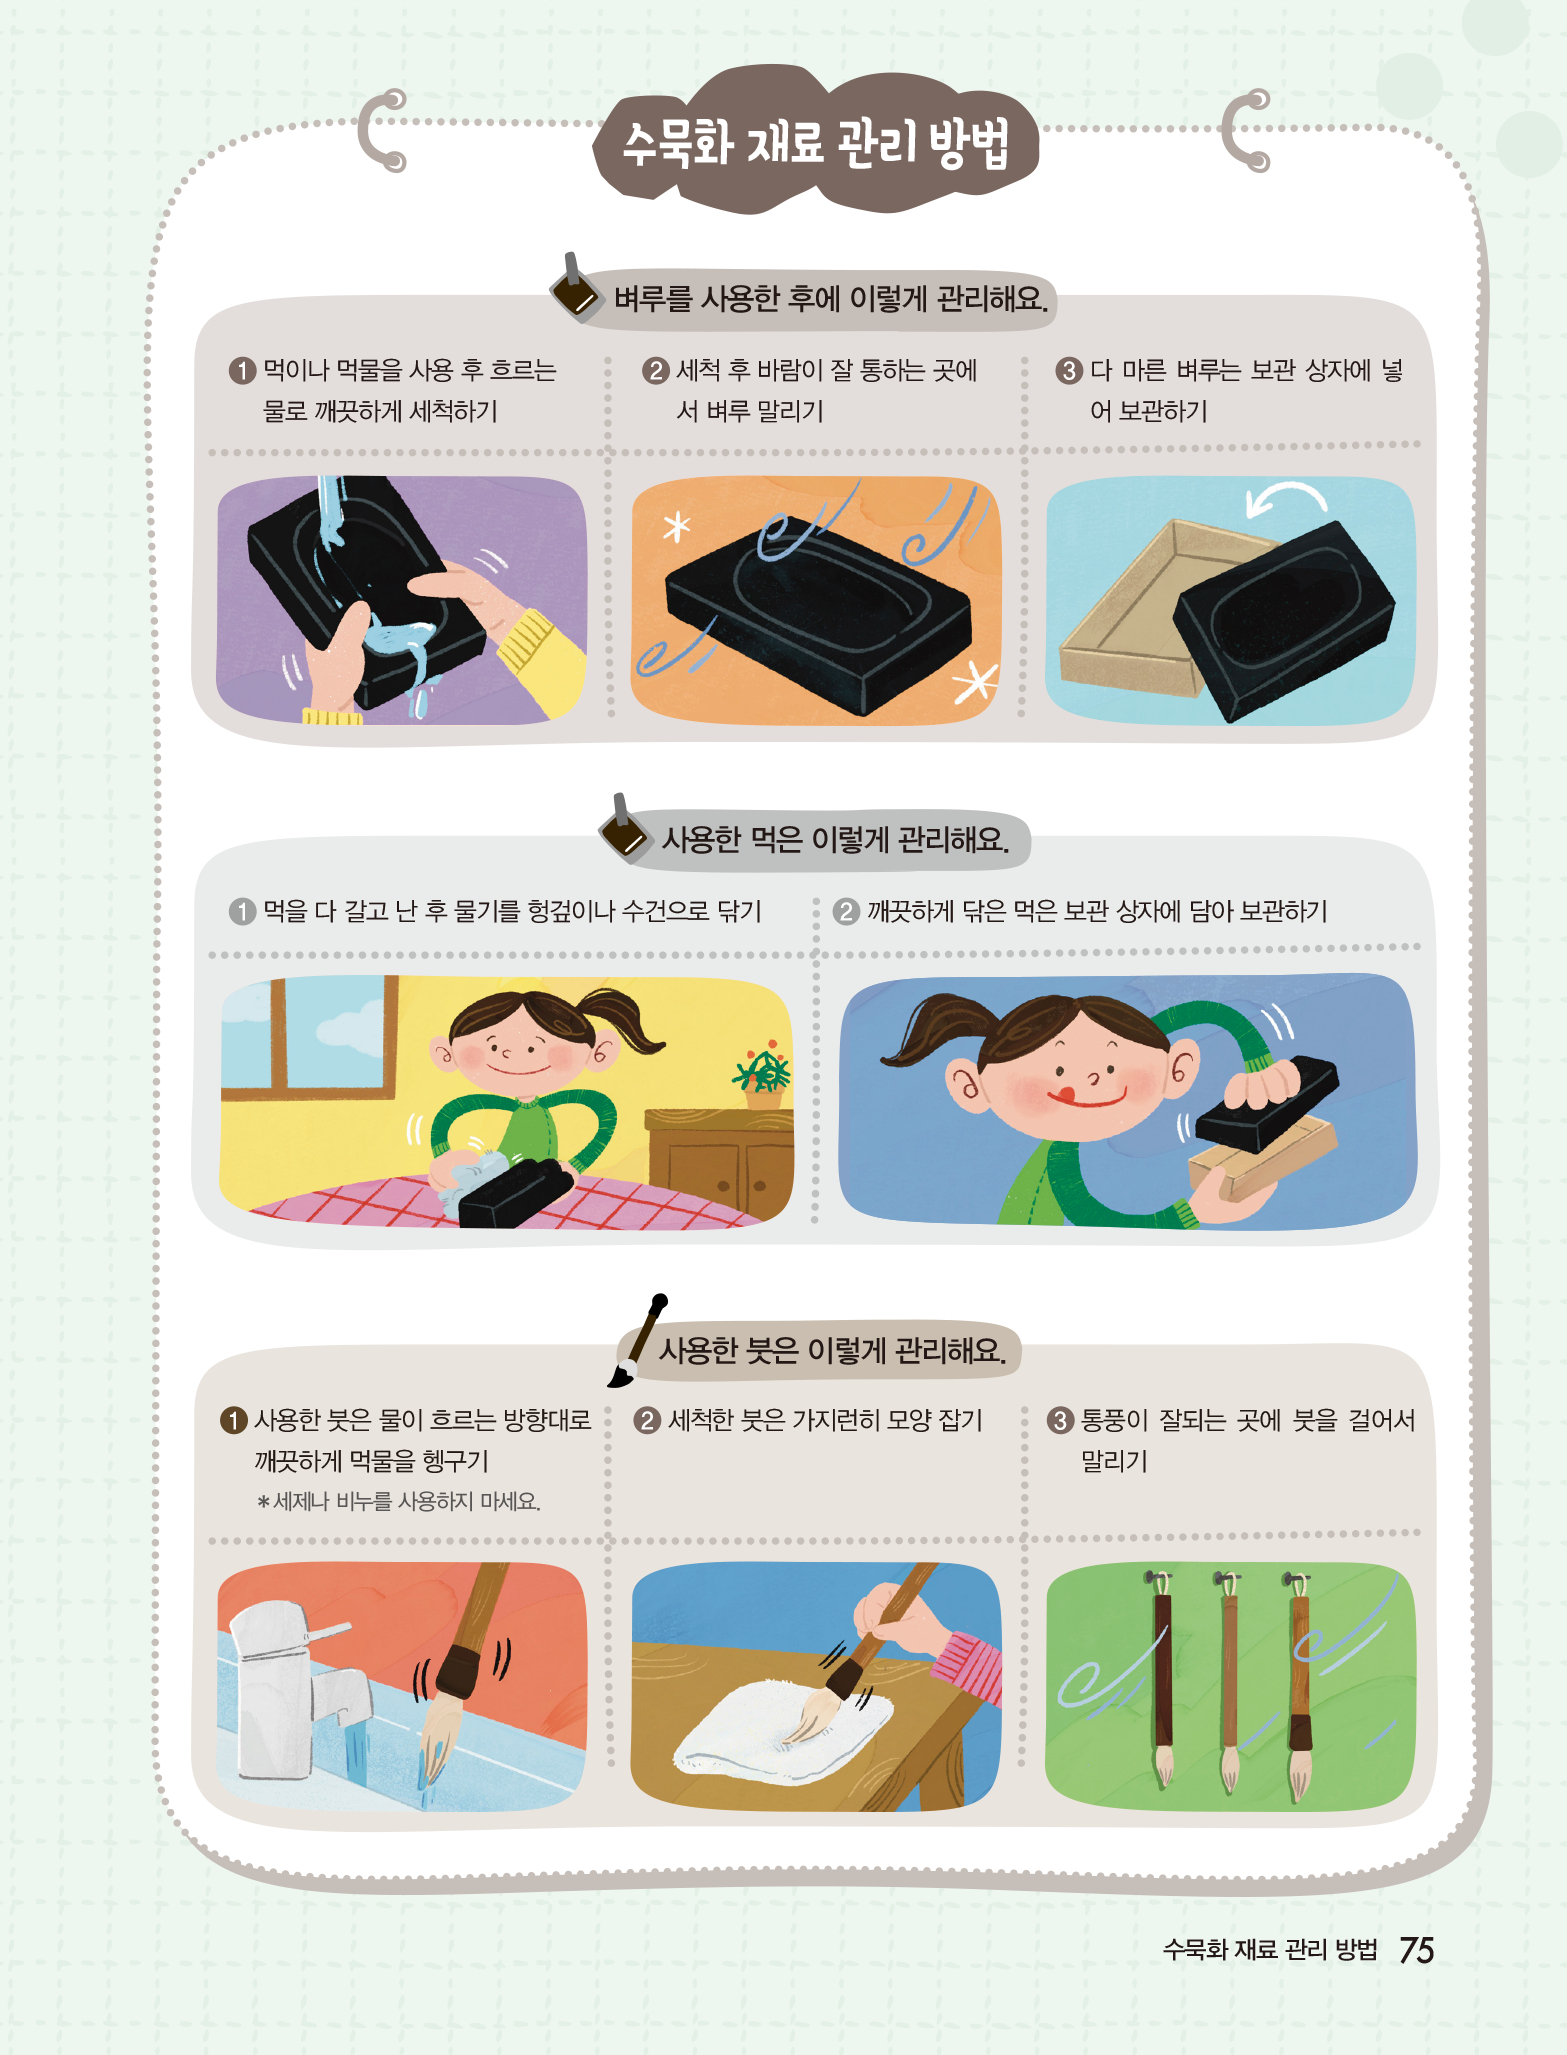 수묵화 재료 관리 방법
벼루를 사용한 후에 이렇게 관리해요.
1 먹이나 먹물을 사용 후 흐르는
물로 깨끗하게 세척하기
2 세척 후 바람이 잘 통하는 곳에
서 벼루 말리기
3 다 마른 벼루는 보관 상자에 넣
어 보관하기
사용한 먹은 이렇게 관리해요.
1 먹을 다 갈고 난 후 물기를 헝겊이나 수건으로 닦기
2 깨끗하게 닦은 먹은 보관 상자에 담아 보관하기
사용한 붓은 이렇게 관리해요.
1 사용한 붓은 물이 흐르는 방향대로
깨끗하게 먹물을 헹구기
*세제나 비누를 사용하지 마세요.
2 세척한 붓은 가지런히 모양 잡기
3 통풍이 잘되는 곳에 붓을 걸어서
말리기
수묵화 재료 관리 방법 75